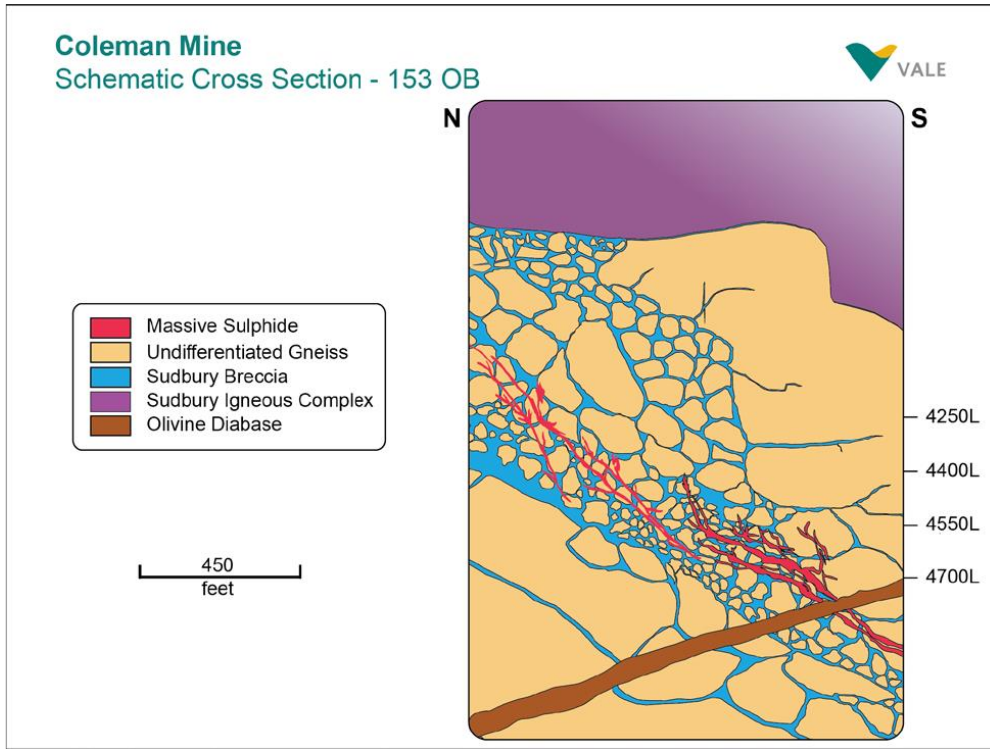 Coleman Mine
Schematic Cross Section - 153 OB
VALE
N
S
Massive Sulphide
Undifferentiated Gneiss
Sudbury Breccia
Sudbury Igneous Complex
Olivine Diabase
4250L
4400L
4550L
4700L
450
feet